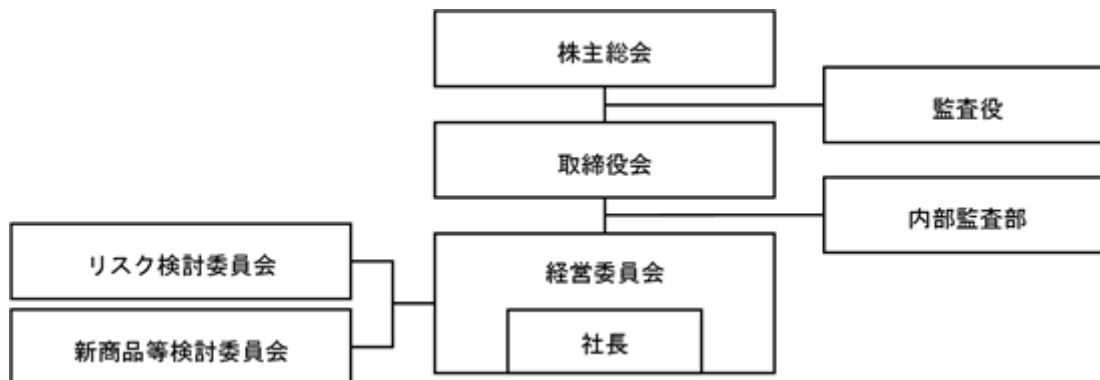 株主総会
監査役
取締役会
内部監査部
リスク検討委員会
経営委員会
社長
新商品等検討委員会